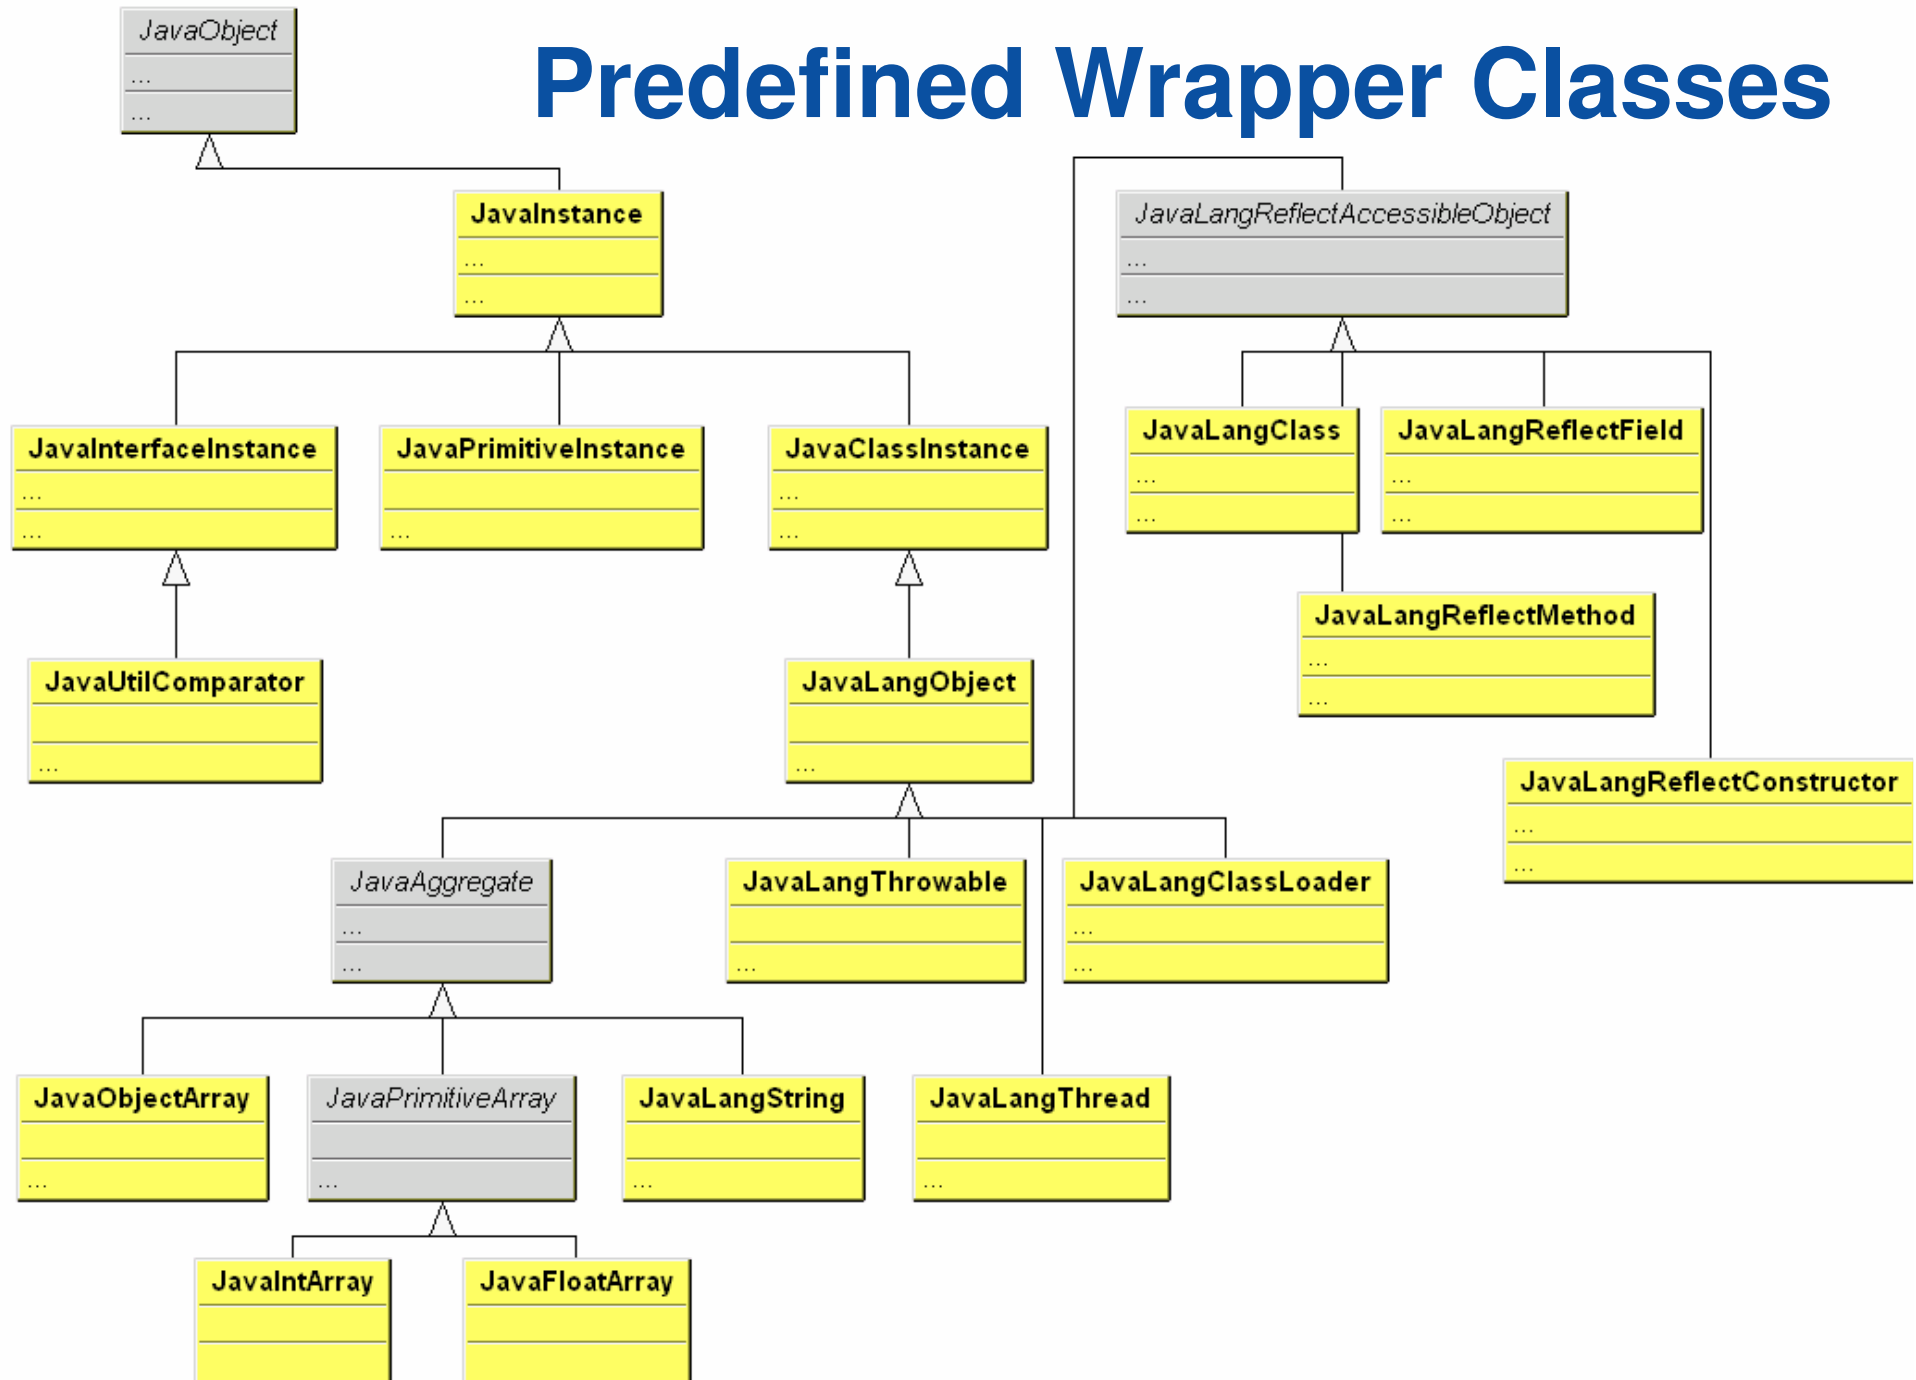 JavaObject
...
...
Predefined Wrapper Classes
JavaInstance
...
...
JavaLangReflectAccessibleObject
...
...
JavaInterfaceInstance
...
...
JavaPrimitiveInstance
...
JavaClassInstance
...
...
JavaLangClass
...
...
JavaLangReflectField
...
...
JavaLangReflectMethod
...
...
JavaUtilComparator
...
JavaLangObject
...
JavaLangReflectConstructor
...
...
JavaAggregate
...
...
JavaLangThrowable
...
JavaLangClassLoader
...
...
JavaObjectArray
...
JavaPrimitiveArray
...
JavaLangString
...
JavaLangThread
...
JavaIntArray
JavaFloatArray